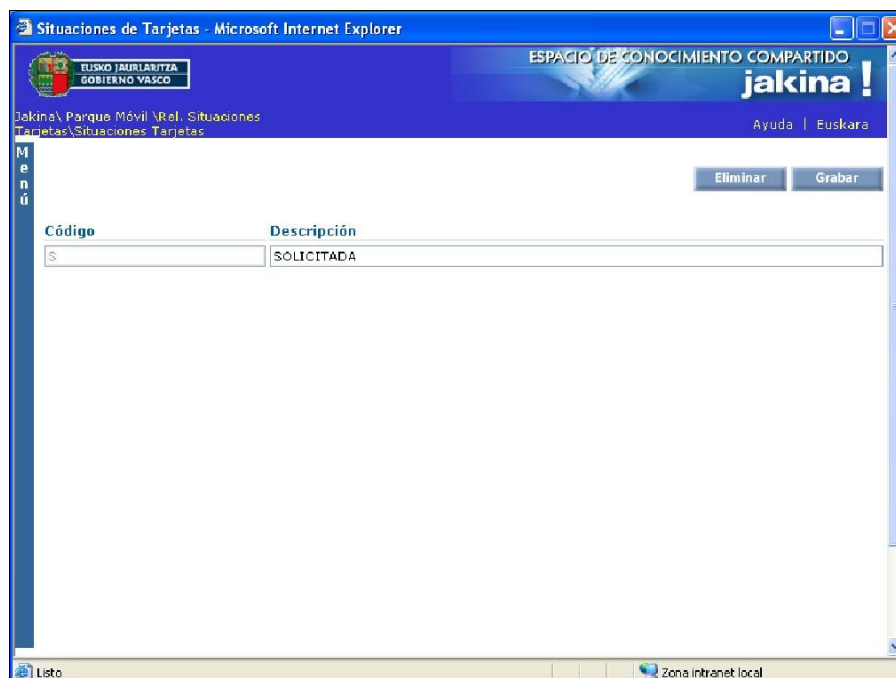 Situaciones de Tarjetas - Microsoft Internet Explorer
EUSKO JAURLARITZA
GOBIERNO VASCO
ESPACIO DE CONOCIMIENTO COMPARTIDO
jakina !
Jakina\ Parque Móvil \Rel. Situaciones
Tarjetas\Situaciones Tarjetas
Ayuda | Euskara
Menú
Eliminar Grabar
Código Descripción
S SOLICITADA
Listo Zona intranet local